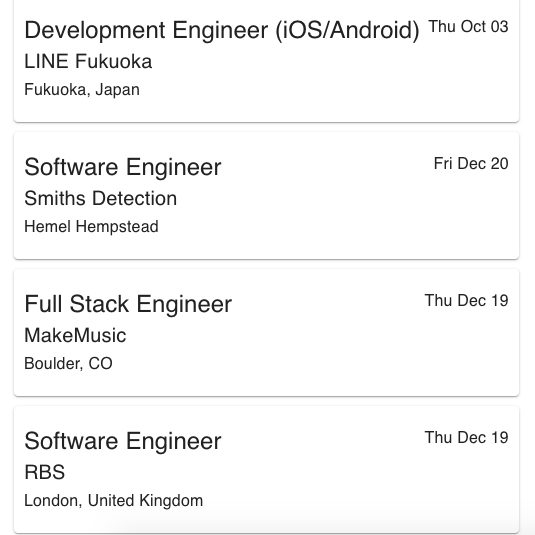 Development Engineer (iOS/Android) Thu Oct 03
LINE Fukuoka
Fukuoka, Japan
Software Engineer Fri Dec 20
Smiths Detection
Hemel Hempstead
Full Stack Engineer Thu Dec 19
MakeMusic
Boulder, CO
Software Engineer Thu Dec 19
RBS
London, United Kingdom